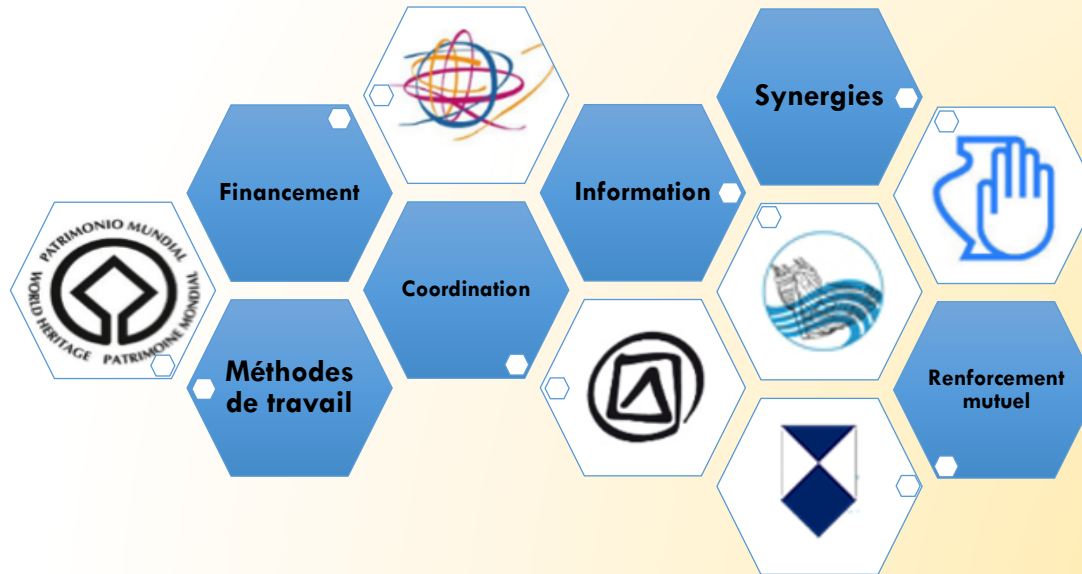 Synergies
Financement
Information
PATRIMONIO MUNDIAL
WORLD HERITAGE
PATRIMOINE MONDIAL
Coordination
Méthodes
de travail
Renforcement
mutuel